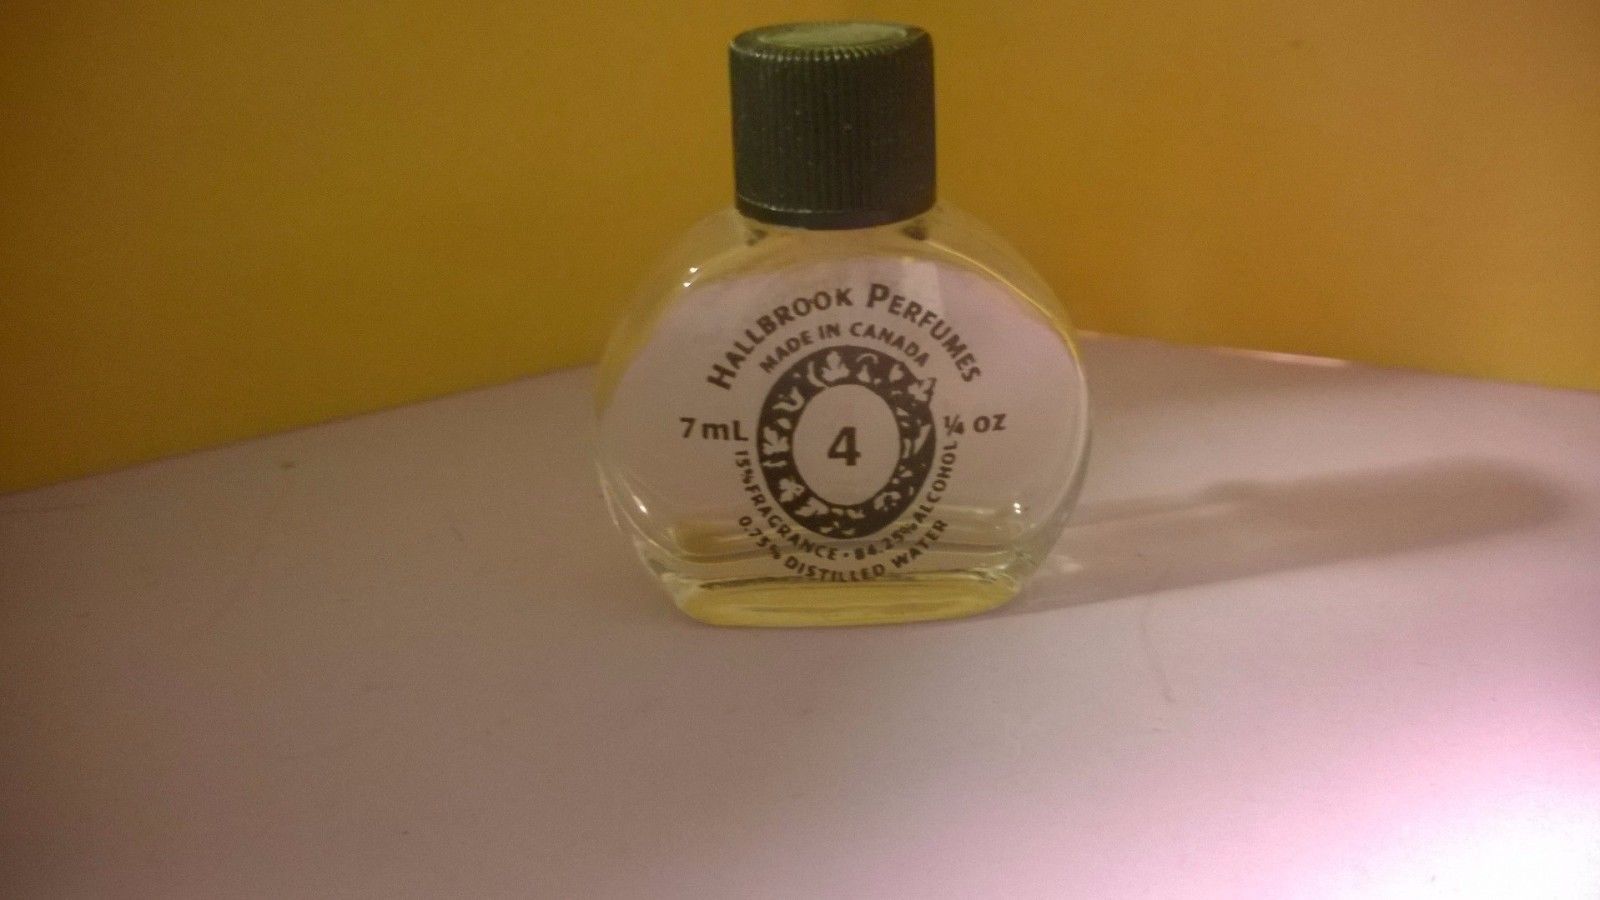 HALLBROOK PERFUMES
MADE IN CANADA
7 mL
4
¼ oz
15% FRAGRANCE • 84.25% ALCOHOL
0.75% DISTILLED WATER